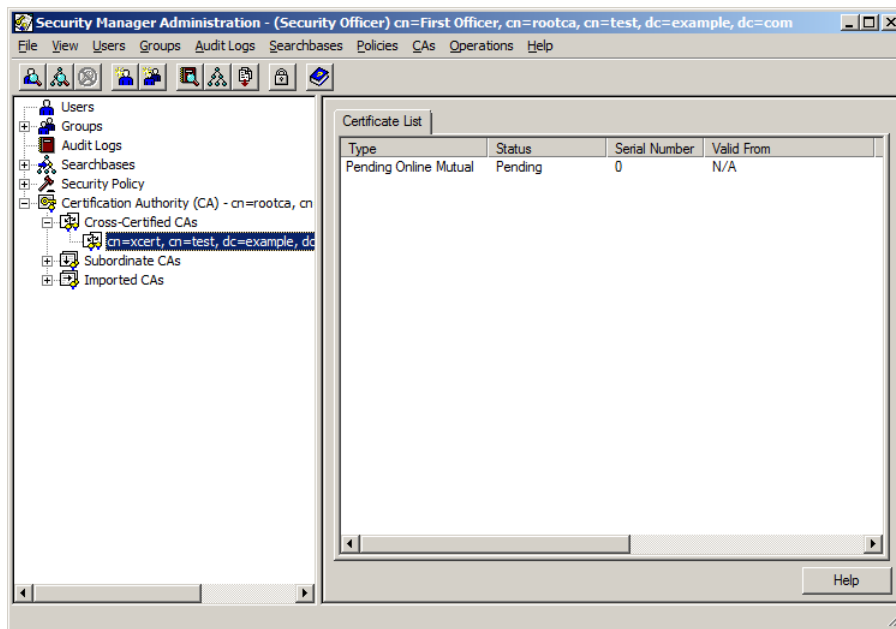 Security Manager Administration - (Security Officer) cn=First Officer, cn=rootca, cn=test, dc=example, dc=com
File View Users Groups Audit Logs Searchbases Policies CAs Operations Help
Users
Groups
Audit Logs
Searchbases
Security Policy
Certification Authority (CA) - cn=rootca, cn
Cross-Certified CAs
cn=xcert, cn=test, dc=example, dc
Subordinate CAs
Imported CAs
Certificate List
Type Status Serial Number Valid From
Pending Online Mutual Pending 0 N/A
Help